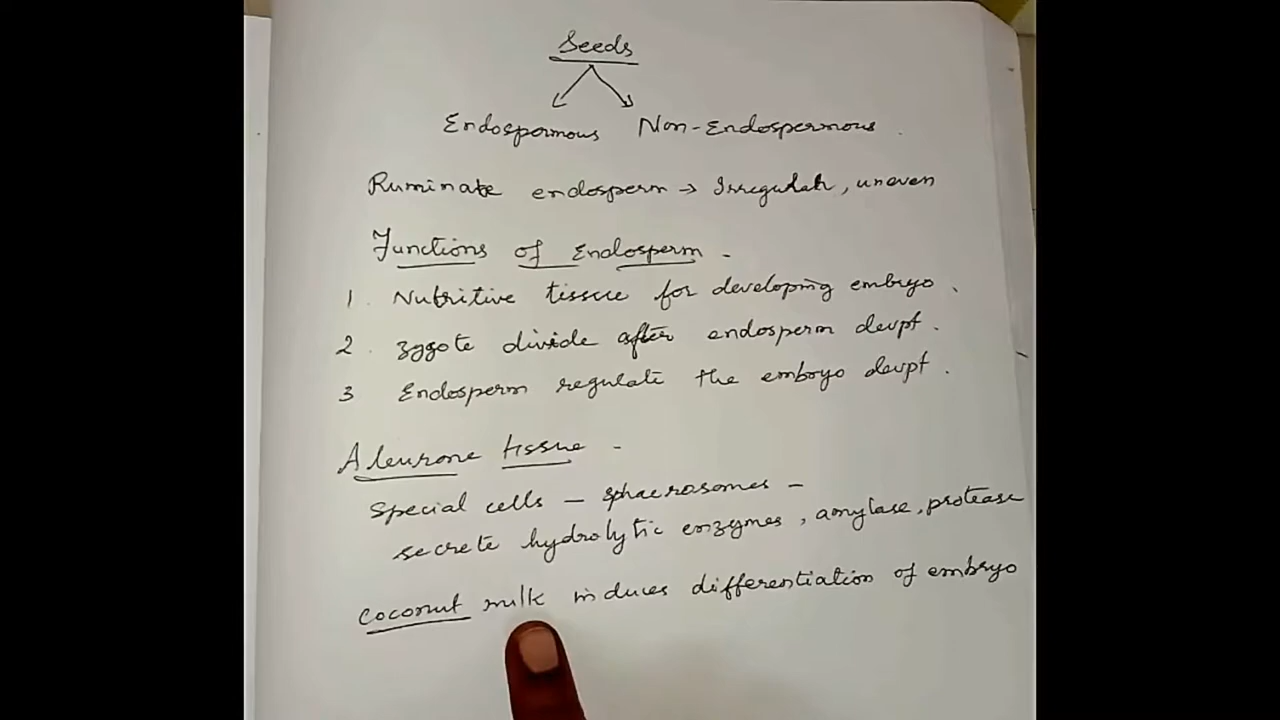 Seeds
Endospermous Non-Endospermous .
Ruminate endosperm → Irregular, uneven
Functions of Endosperm -
1. Nutritive tissue for developing embryo .
2. Zygote divide after endosperm devpt .
3 Endosperm regulate the embryo devpt .
Aleurone tissue -
Special cells - sphaerosomes -
secrete hydrolytic enzymes, amylase, protease
Coconut milk induces differentiation of embryo